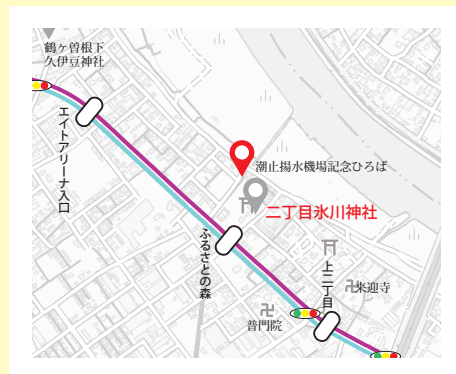 鶴ヶ曽根下
久伊豆神社
エイトアリーナ入口
潮止揚水機場記念ひろば
二丁目氷川神社
ふるさとの森
上二丁目
来迎寺
普門院